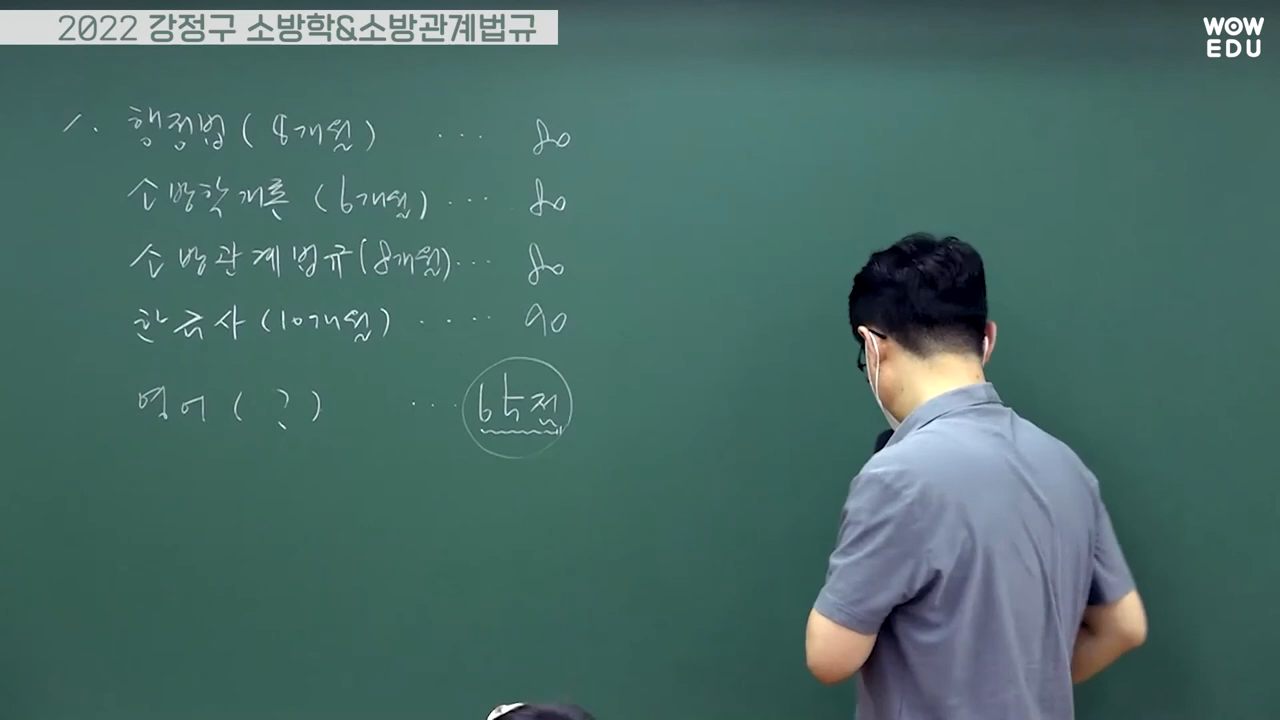 2022 강정구 소방학&소방관계법규
WOW
EDU
1. 행정법 (8개월) ... 80
소방학개론 (6개월) ... 80
소방관계법규 (8개월) ... 80
한국사 (10개월) .... 90
영어 (?) ... 65점